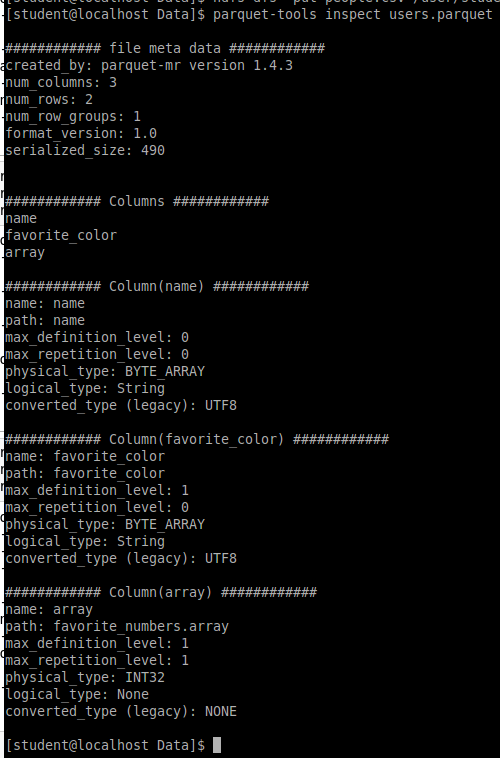 [student@localhost Data]$ parquet-tools inspect users.parquet
############ file meta data ############
created_by: parquet-mr version 1.4.3
num_columns: 3
num_rows: 2
num_row_groups: 1
format_version: 1.0
serialized_size: 490
############ Columns ############
name
favorite_color
array
############ Column(name) ############
name: name
path: name
max_definition_level: 0
max_repetition_level: 0
physical_type: BYTE_ARRAY
logical_type: String
converted_type (legacy): UTF8
############ Column(favorite_color) ############
name: favorite_color
path: favorite_color
max_definition_level: 1
max_repetition_level: 0
physical_type: BYTE_ARRAY
logical_type: String
converted_type (legacy): UTF8
############ Column(array) ############
name: array
path: favorite_numbers.array
max_definition_level: 1
max_repetition_level: 1
physical_type: INT32
logical_type: None
converted_type (legacy): NONE
[student@localhost Data]$